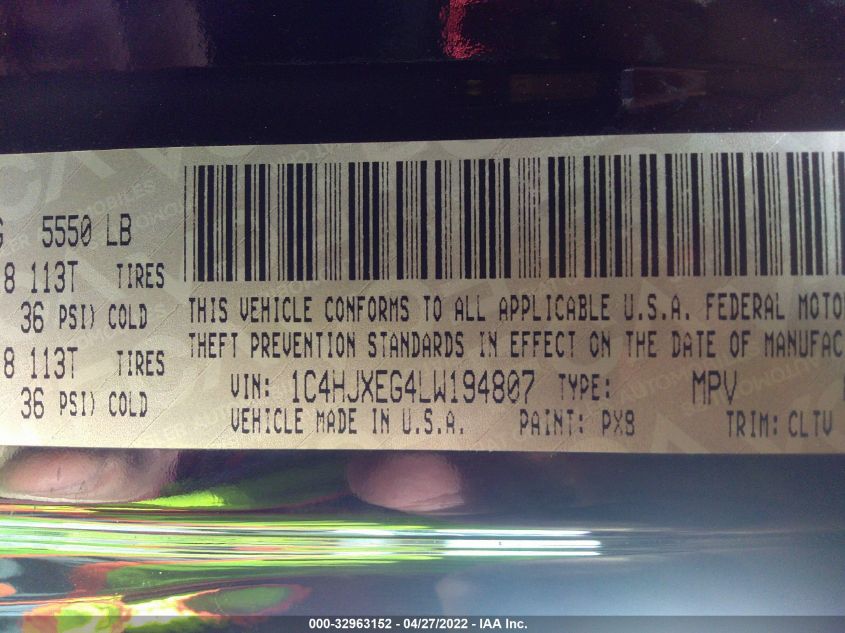 G 5550 LB
8 113T TIRES
36 PSI) COLD
8 113T TIRES
36 PSI) COLD
THIS VEHICLE CONFORMS TO ALL APPLICABLE U.S.A. FEDERAL MOTO
THEFT PREVENTION STANDARDS IN EFFECT ON THE DATE OF MANUFAC
VIN: 1C4HJXEG4LW194807 TYPE: MPV
VEHICLE MADE IN U.S.A. PAINT: PX8 TRIM: CLTV
000-32963152 - 04/27/2022 - IAA Inc.